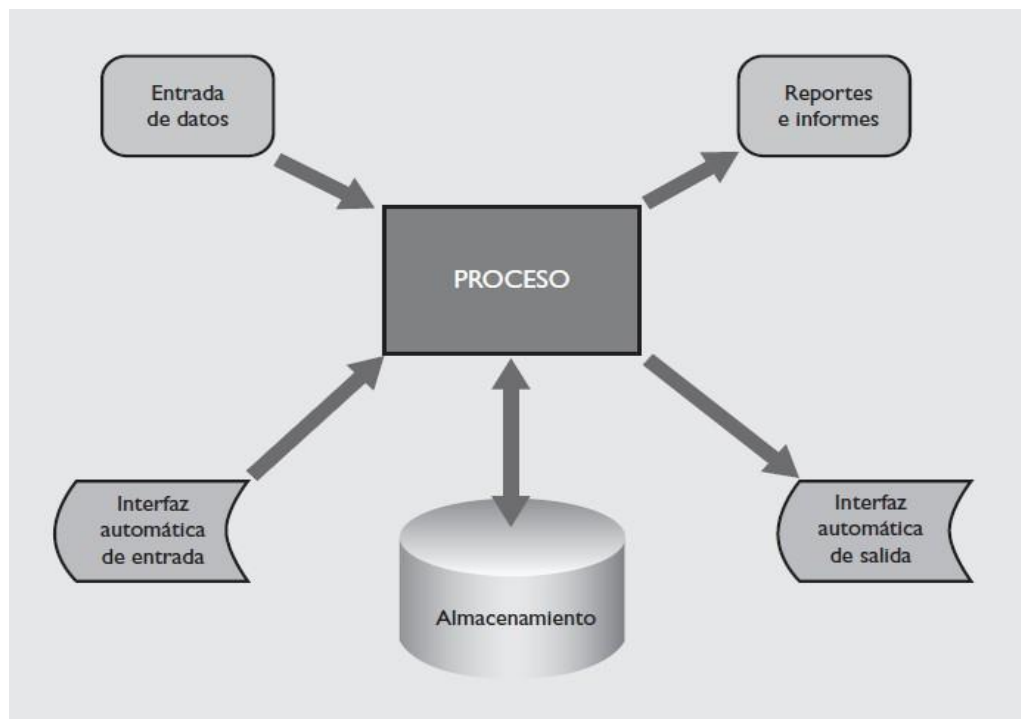 Entrada
de datos
Reportes
e informes
PROCESO
Interfaz
automática
de entrada
Interfaz
automática
de salida
Almacenamiento